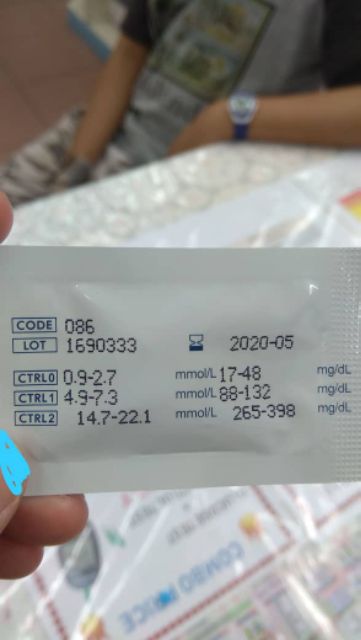 CODE 086
LOT 1690333 2020-05
CTRL0 0.9-2.7 mmol/L 17-48 mg/dL
CTRL1 4.9-7.3 mmol/L 88-132 mg/dL
CTRL2 14.7-22.1 mmol/L 265-398 mg/dL
COMBO